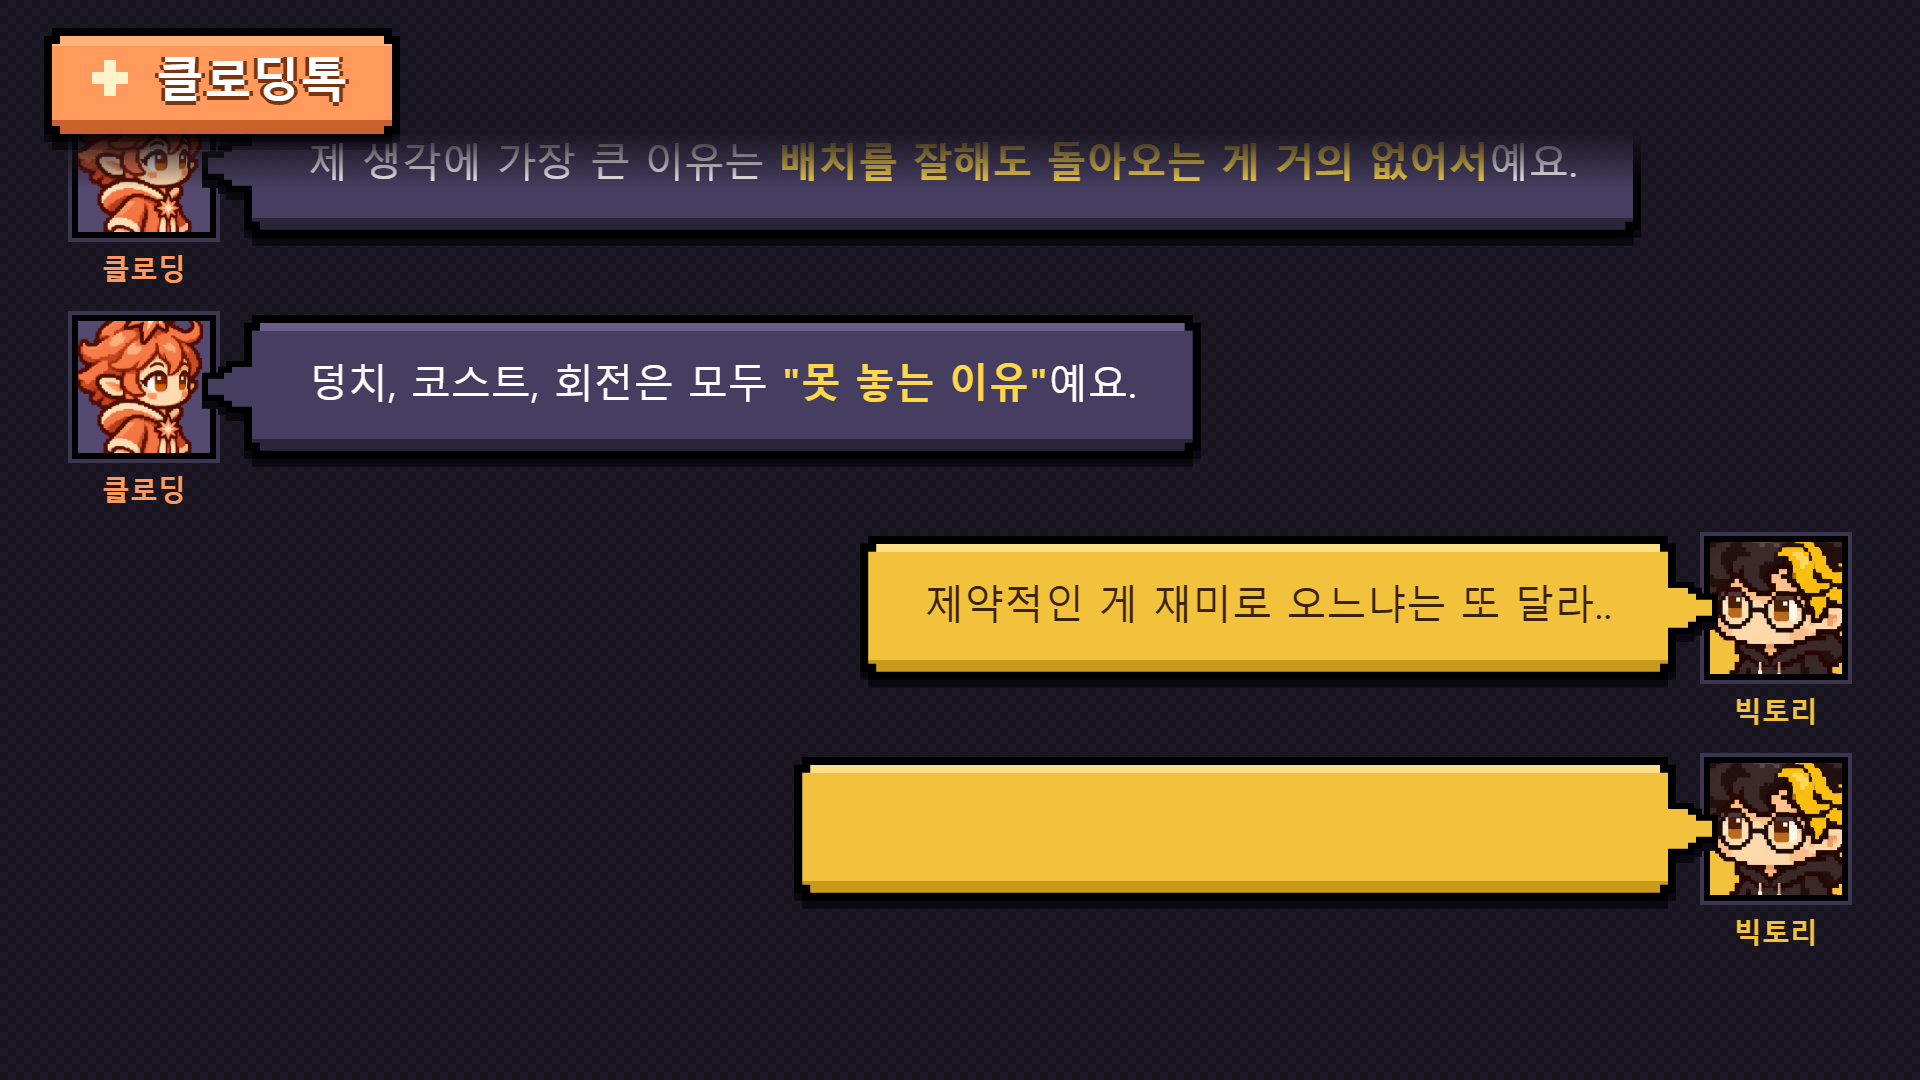 클로딩톡
제 생각에 가장 큰 이유는 배치를 잘해도 돌아오는 게 거의 없어서예요.
클로딩
덩치, 코스트, 회전은 모두 "못 놓는 이유"예요.
클로딩
제약적인 게 재미로 오느냐는 또 달라..
빅토리
빅토리